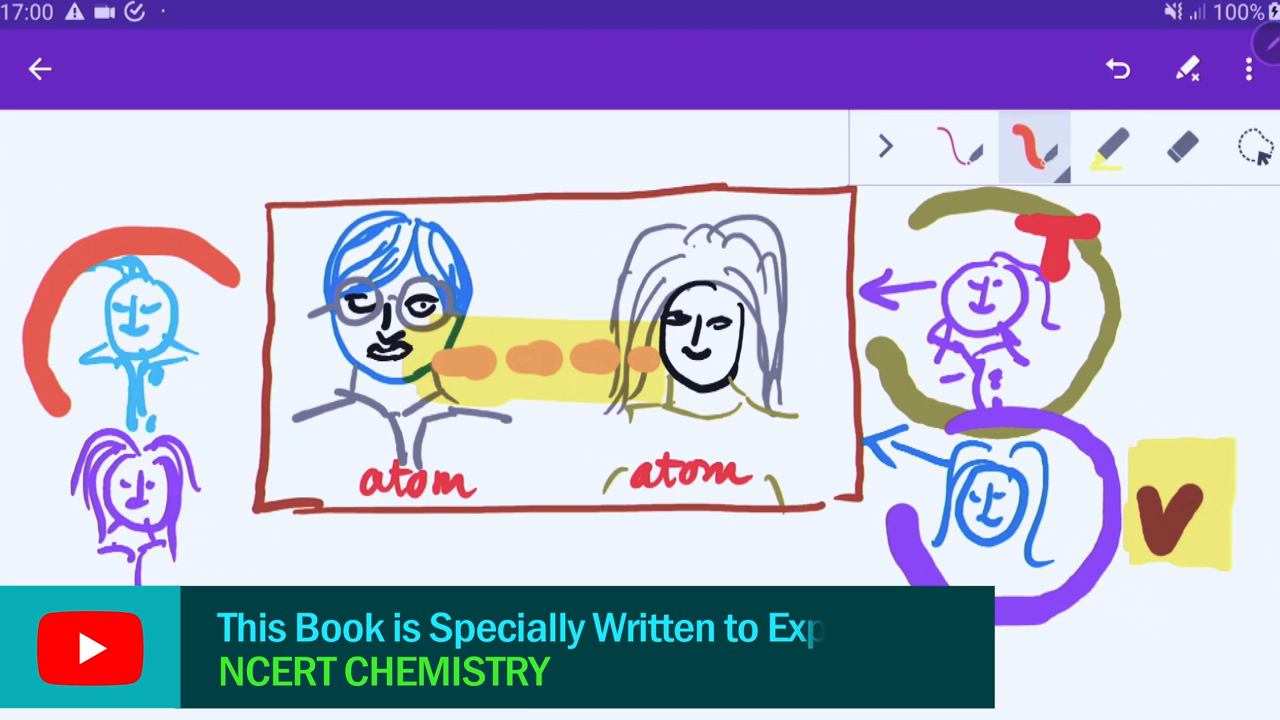 17:00
100%
T
atom
atom
V
This Book is Specially Written to Exp
NCERT CHEMISTRY